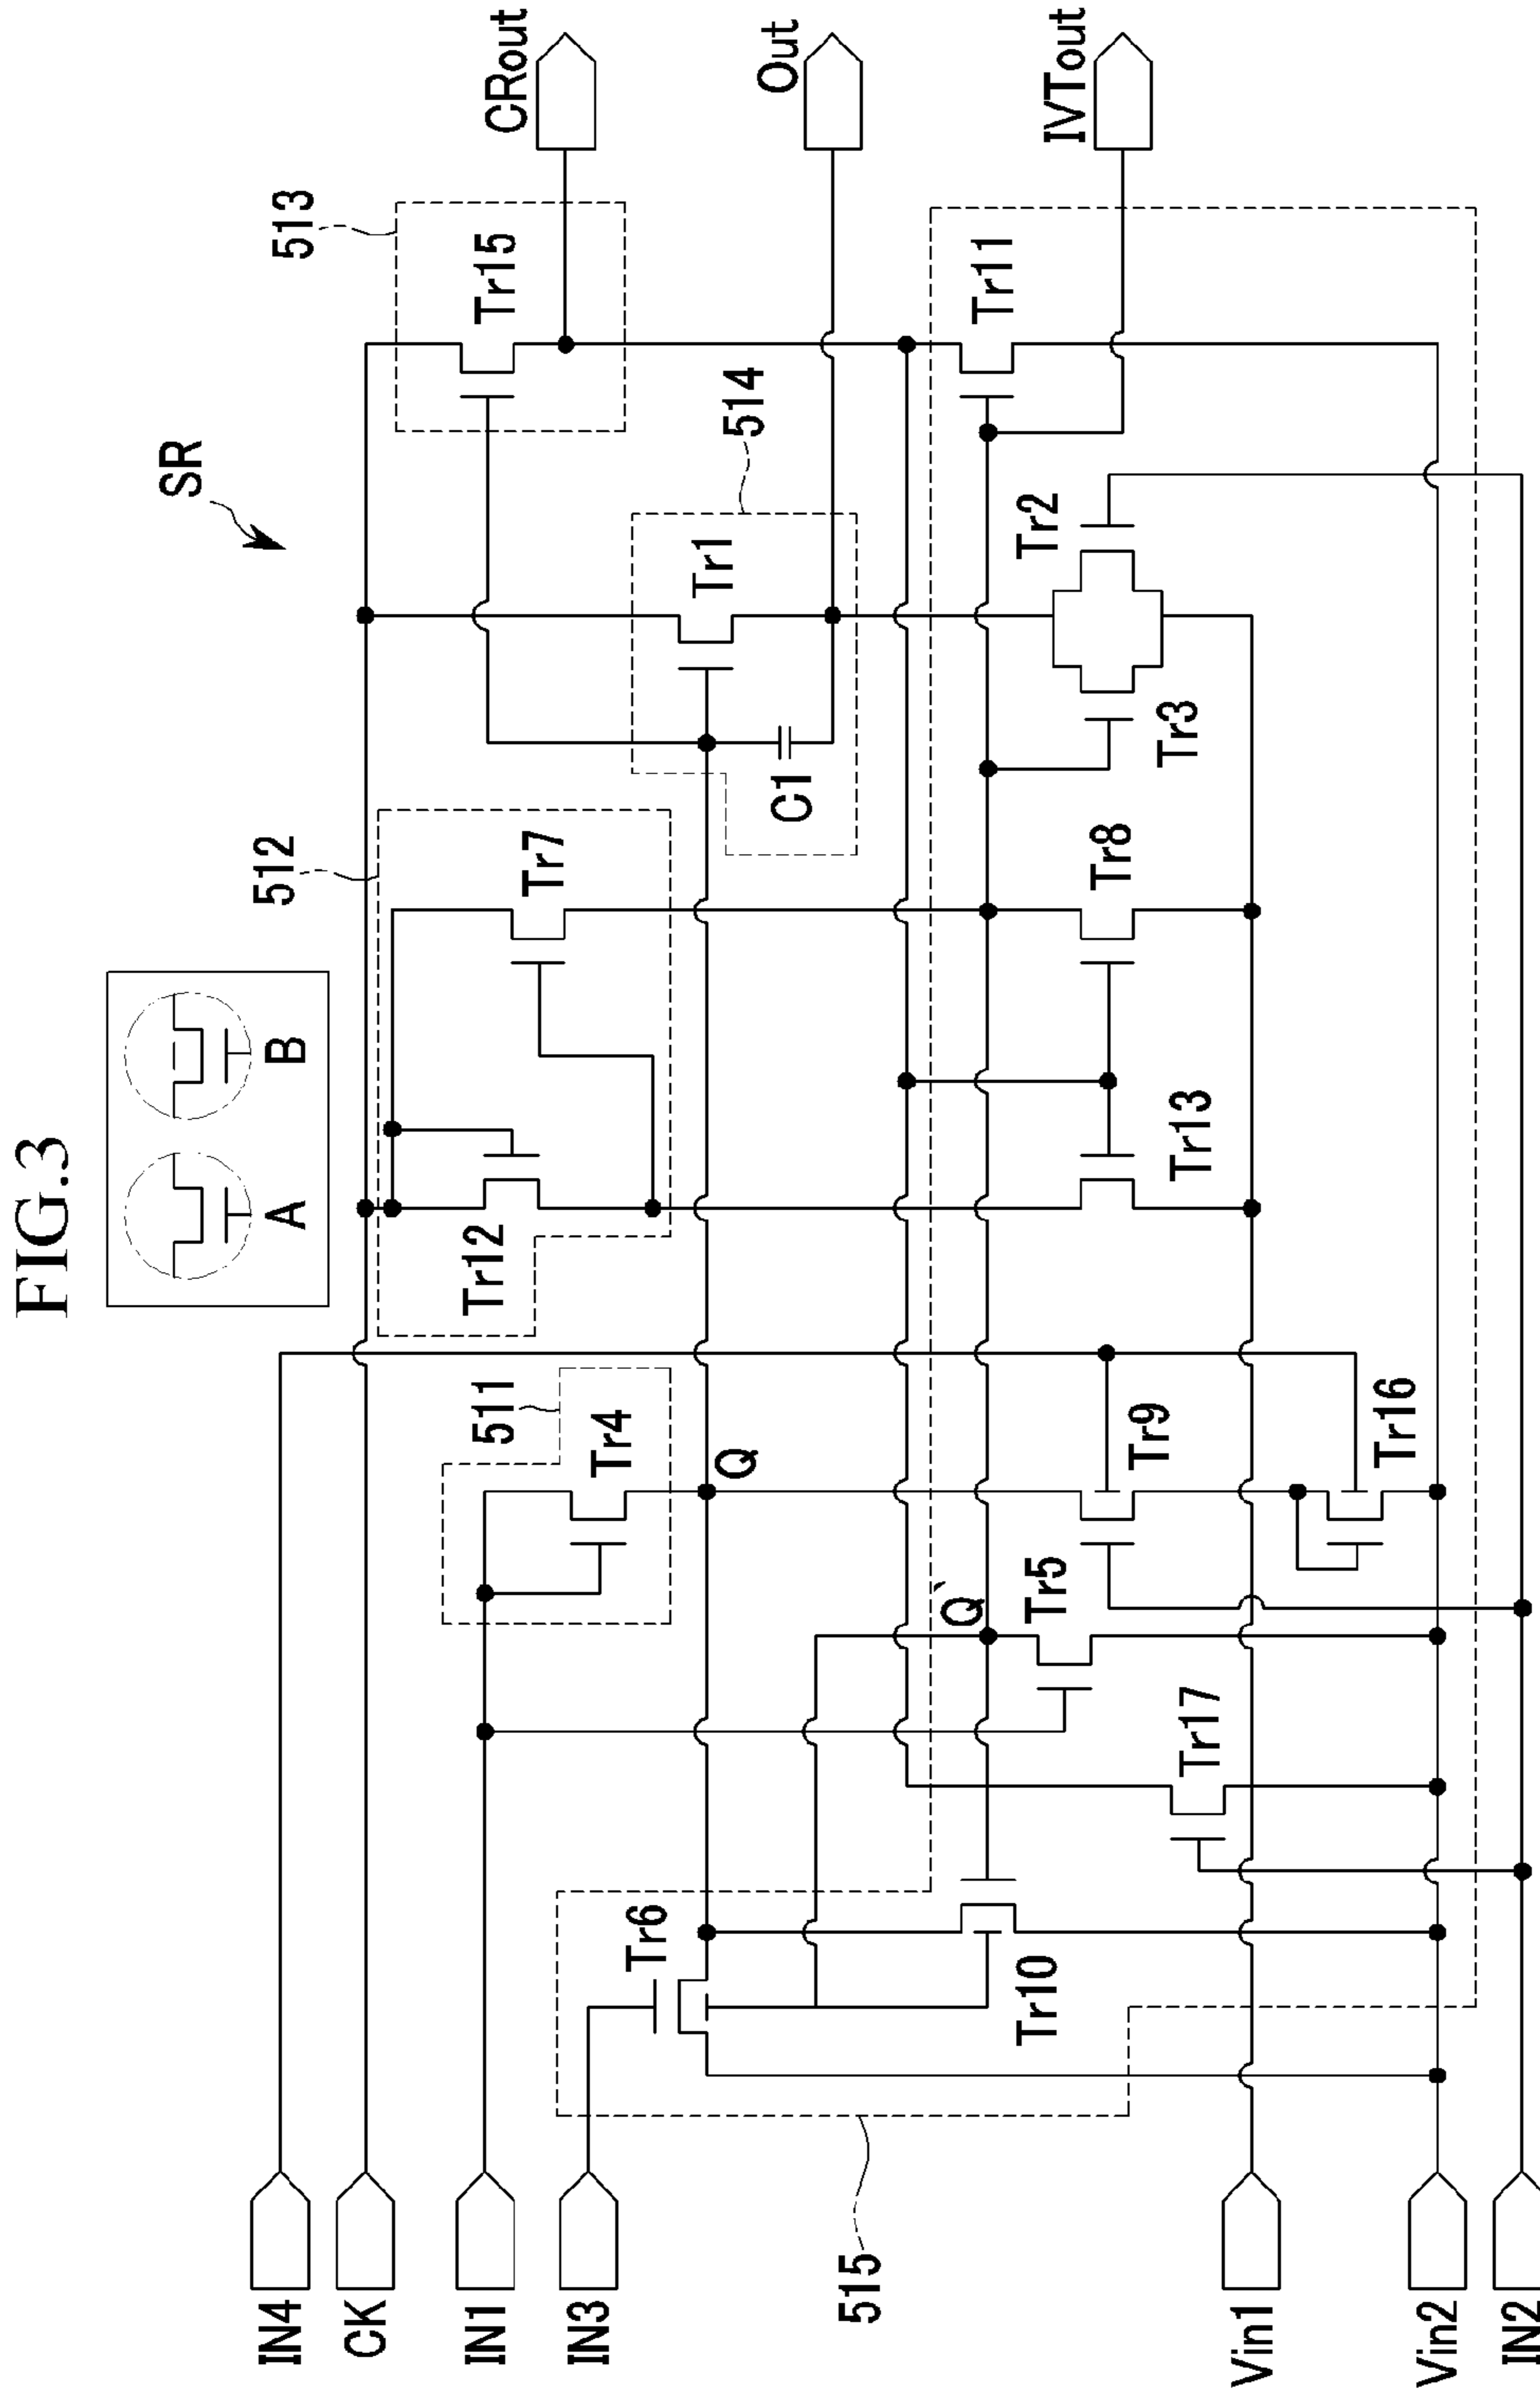 FIG.3
A
B
SR
512
513
514
511
515
Tr12
Tr7
Tr15
CRout
Tr4
Tr1
Out
C1
Q
Tr6
Q`
Tr5
Tr9
Tr16
Tr17
Tr10
Tr13
Tr8
Tr3
Tr2
Tr11
IVTout
IN4
CK
IN1
IN3
Vin1
Vin2
IN2